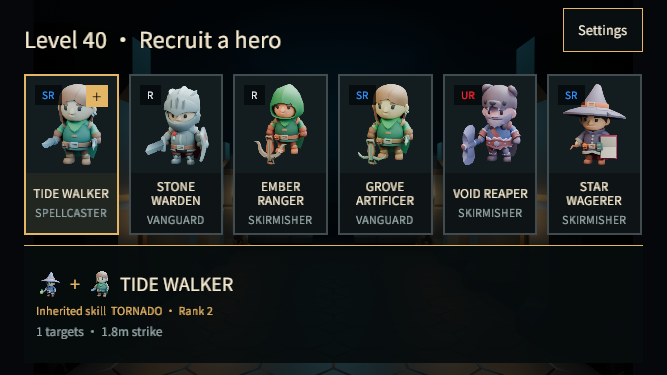 Level 40 • Recruit a hero
Settings
SR
+
TIDE WALKER
SPELLCASTER
R
STONE
WARDEN
VANGUARD
R
EMBER
RANGER
SKIRMISHER
SR
GROVE
ARTIFICER
VANGUARD
UR
VOID REAPER
SKIRMISHER
SR
STAR
WAGERER
SKIRMISHER
+ TIDE WALKER
Inherited skill TORNADO • Rank 2
1 targets • 1.8m strike